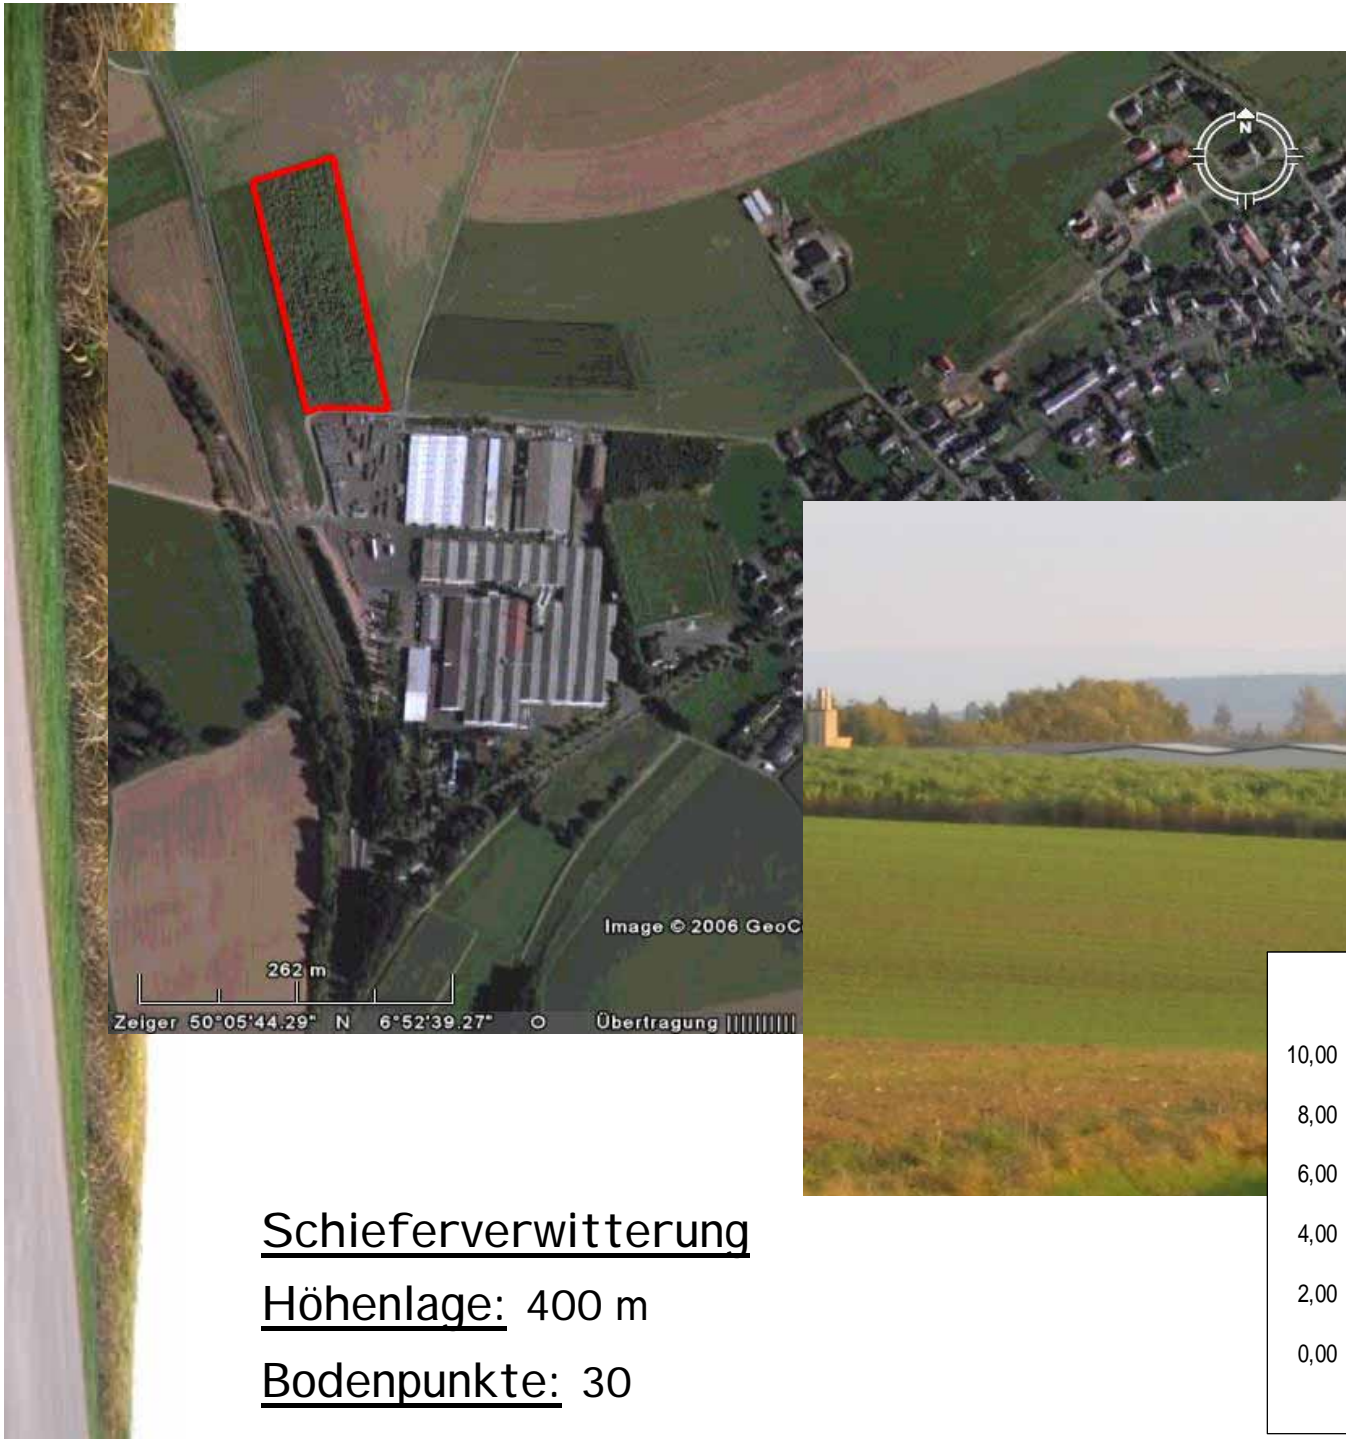 N
Image © 2006 GeoC
262 m
Zeiger 50°05'44.29" N 6°52'39.27" O Übertragung ||||||||||
10,00
8,00
6,00
4,00
2,00
0,00
Schieferverwitterung
Höhenlage: 400 m
Bodenpunkte: 30